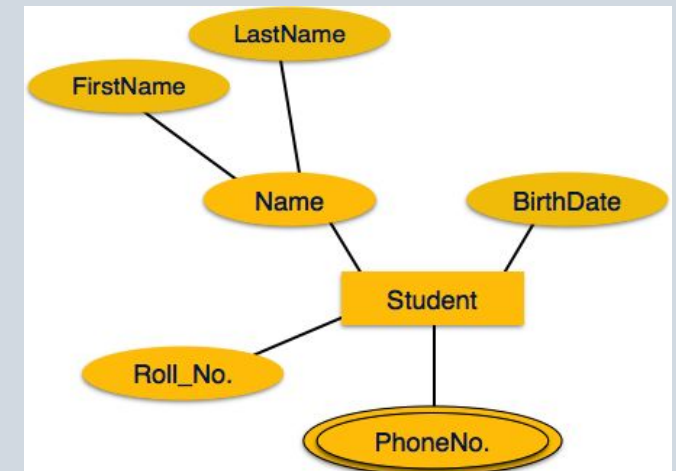 LastName
FirstName
Name
BirthDate
Student
Roll_No.
PhoneNo.